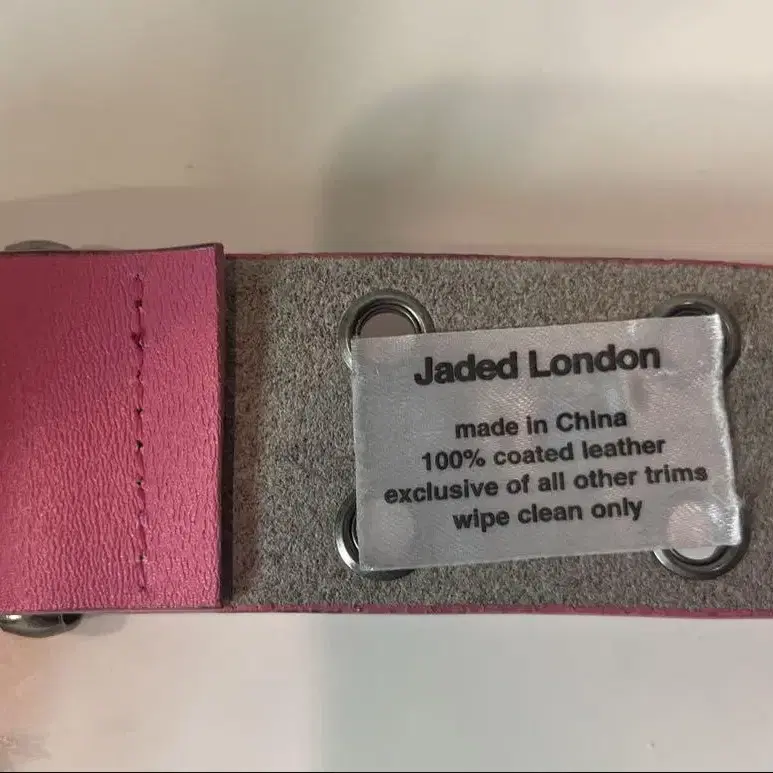 Jaded London
made in China
100% coated leather
exclusive of all other trims
wipe clean only